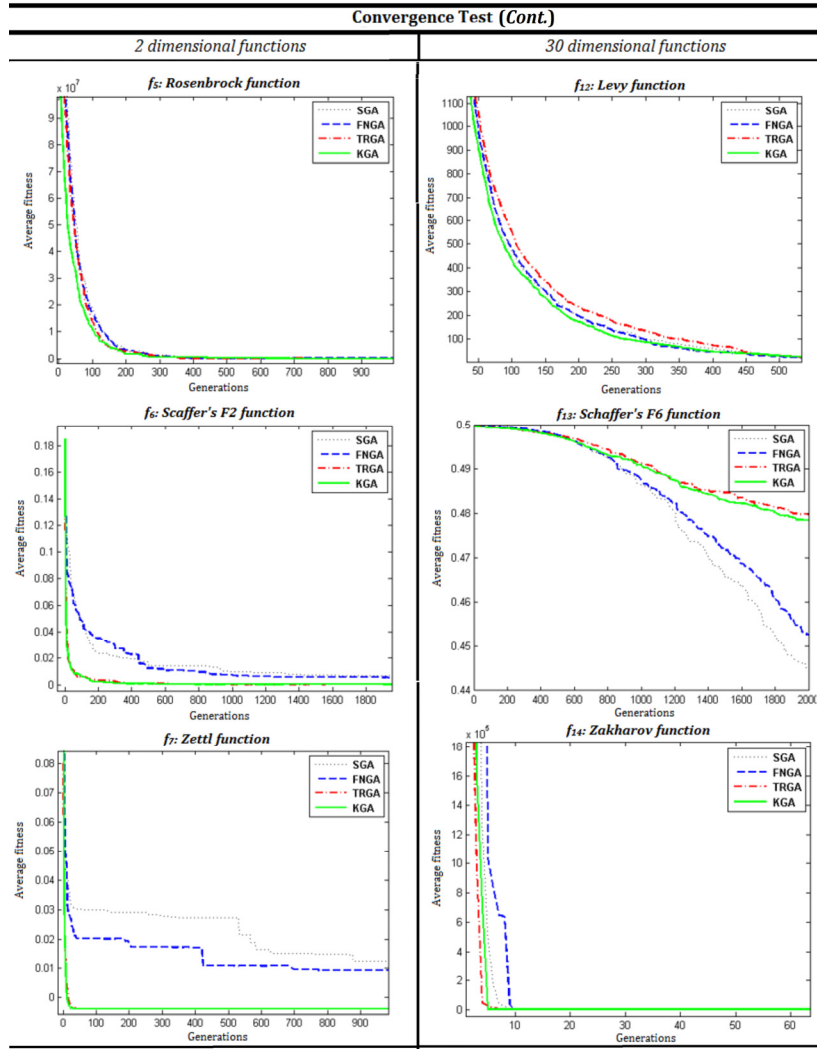 Convergence Test (Cont.)
2 dimensional functions
30 dimensional functions
f5: Rosenbrock function
x 10^7
9
8
7
6
5
4
3
2
1
0
0 100 200 300 400 500 600 700 800 900
Average fitness
Generations
SGA
FNGA
TRGA
KGA
f12: Levy function
1100
1000
900
800
700
600
500
400
300
200
100
50 100 150 200 250 300 350 400 450 500
Average fitness
Generations
SGA
FNGA
TRGA
KGA
f6: Scaffer's F2 function
0.18
0.16
0.14
0.12
0.1
0.08
0.06
0.04
0.02
0
0 200 400 600 800 1000 1200 1400 1600 1800
Average fitness
Generations
SGA
FNGA
TRGA
KGA
f13: Schaffer's F6 function
0.5
0.49
0.48
0.47
0.46
0.45
0.44
0 200 400 600 800 1000 1200 1400 1600 1800 2000
Average fitness
Generations
SGA
FNGA
TRGA
KGA
f7: Zettl function
0.08
0.07
0.06
0.05
0.04
0.03
0.02
0.01
0
0 100 200 300 400 500 600 700 800 900
Average fitness
Generations
SGA
FNGA
TRGA
KGA
f14: Zakharov function
x 10^5
18
16
14
12
10
8
6
4
2
0
10 20 30 40 50 60
Average fitness
Generations
SGA
FNGA
TRGA
KGA